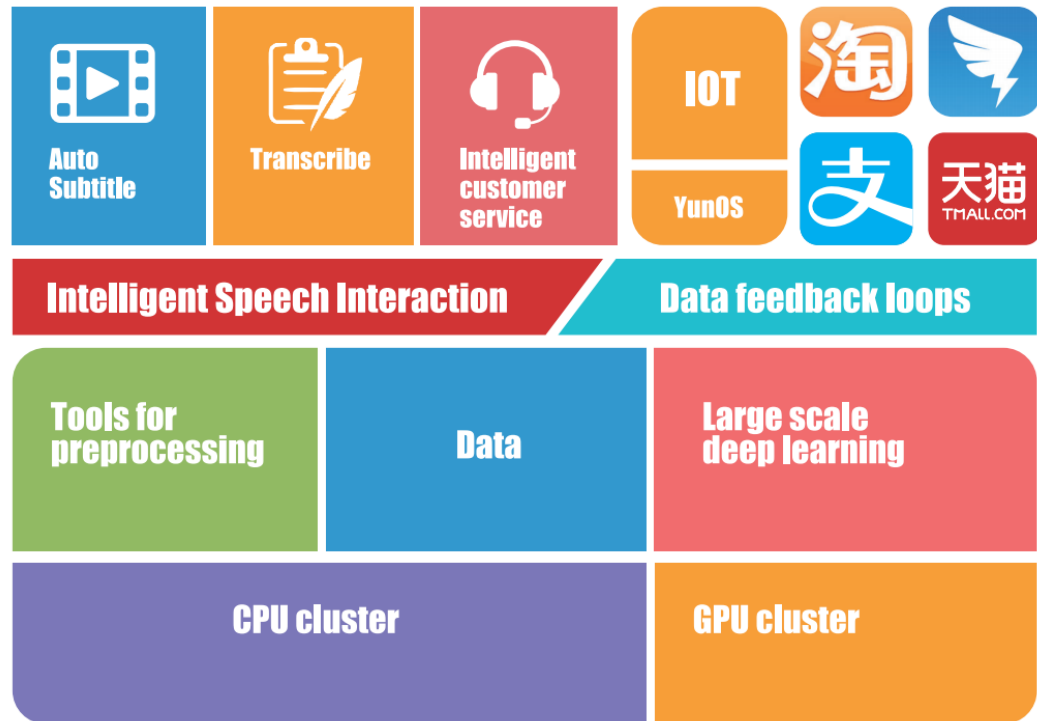 Auto
Subtitle
Transcribe
Intelligent
customer
service
IOT
YunOS
淘
支
天猫
TMALL.COM
Intelligent Speech Interaction
Data feedback loops
Tools for
preprocessing
Data
Large scale
deep learning
CPU cluster
GPU cluster